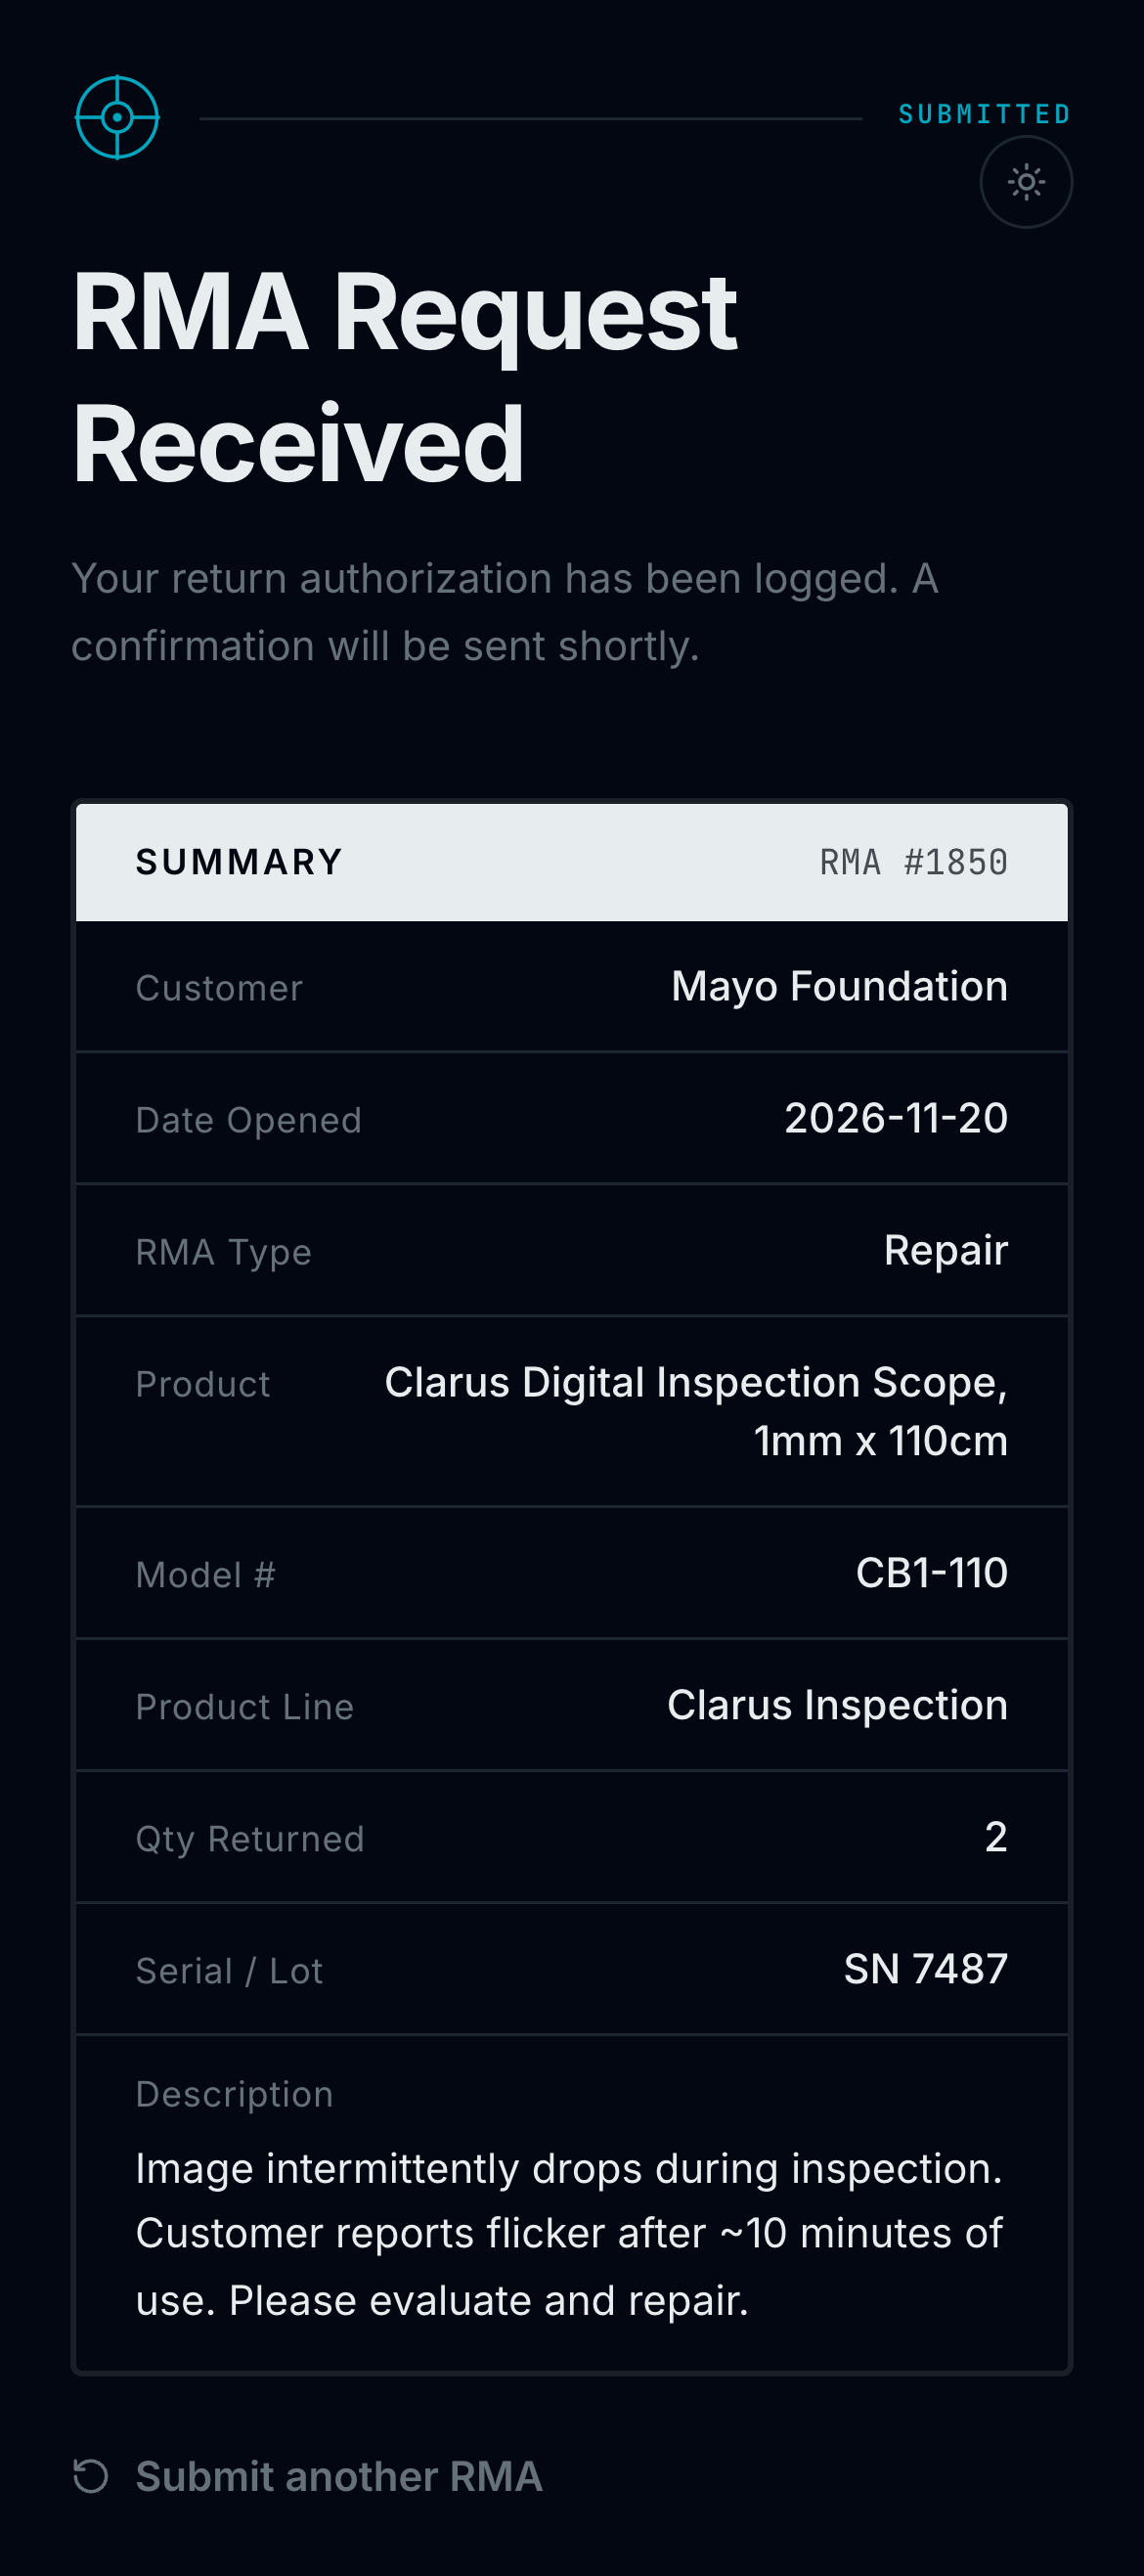 SUBMITTED
RMA Request
Received
Your return authorization has been logged. A
confirmation will be sent shortly.
SUMMARY RMA #1850
Customer Mayo Foundation
Date Opened 2026-11-20
RMA Type Repair
Product Clarus Digital Inspection Scope,
1mm x 110cm
Model # CB1-110
Product Line Clarus Inspection
Qty Returned 2
Serial / Lot SN 7487
Description
Image intermittently drops during inspection.
Customer reports flicker after ~10 minutes of
use. Please evaluate and repair.
Submit another RMA